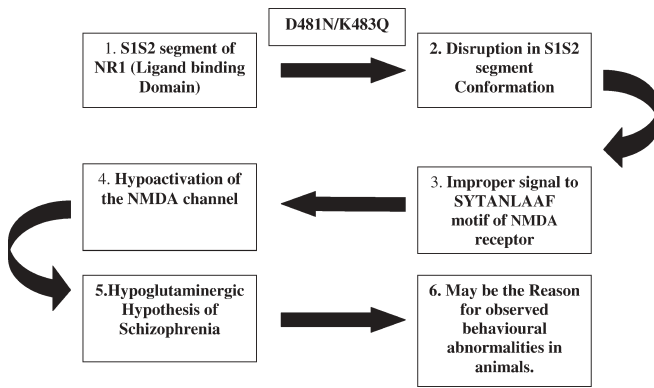 D481N/K483Q
1. S1S2 segment of
NR1 (Ligand binding
Domain)
2. Disruption in S1S2
segment
Conformation
3. Improper signal to
SYTANLAAF
motif of NMDA
receptor
4. Hypoactivation of
the NMDA channel
5.Hypoglutaminergic
Hypothesis of
Schizophrenia
6. May be the Reason
for observed
behavioural
abnormalities in
animals.